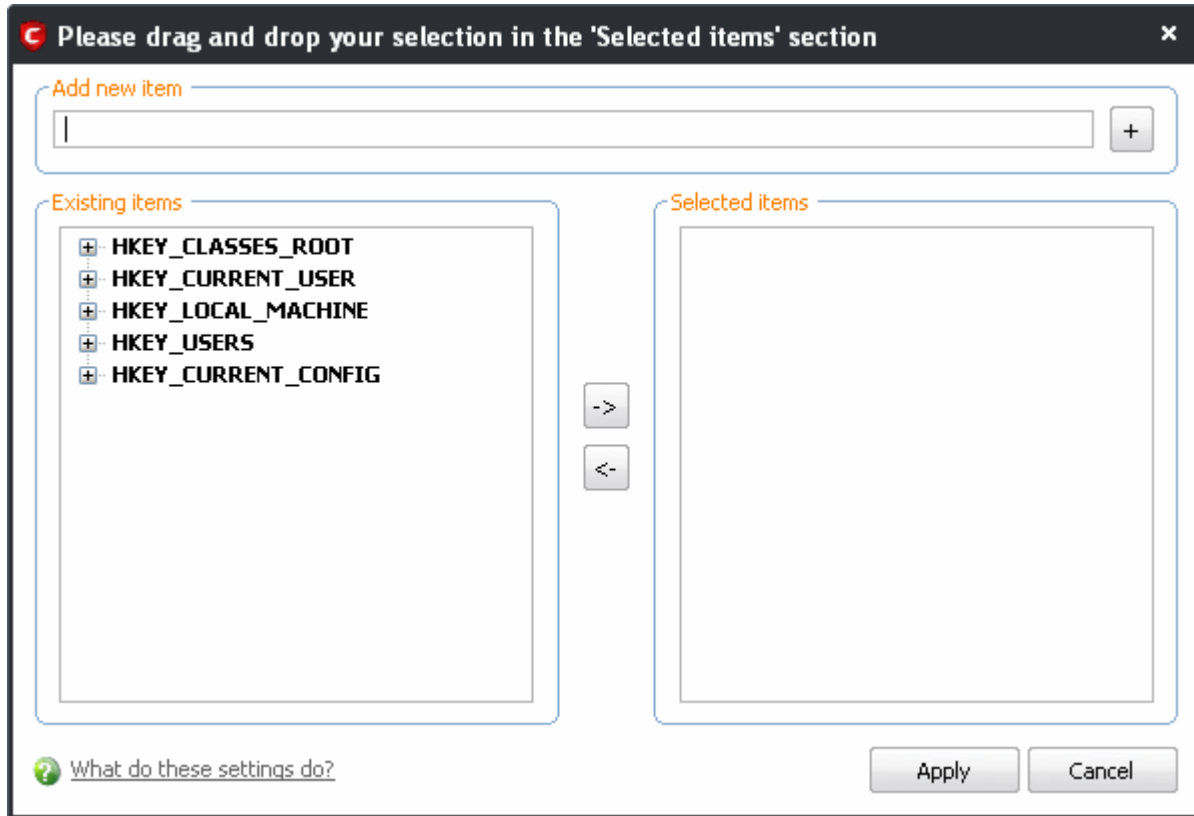 Please drag and drop your selection in the 'Selected items' section
Add new item
+
Existing items
HKEY_CLASSES_ROOT
HKEY_CURRENT_USER
HKEY_LOCAL_MACHINE
HKEY_USERS
HKEY_CURRENT_CONFIG
->
<-
Selected items
What do these settings do?
Apply
Cancel